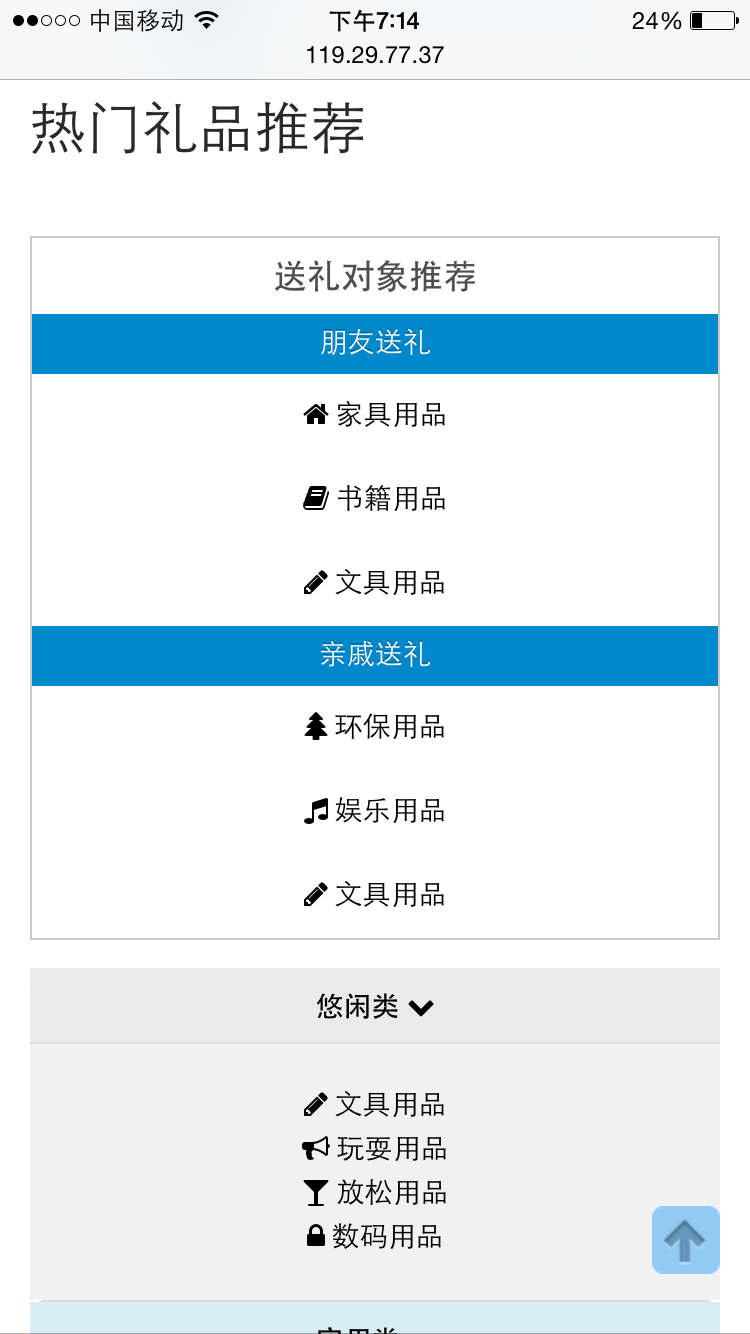 中国移动 下午7:14 24%
119.29.77.37
热门礼品推荐
送礼对象推荐
朋友送礼
家具用品
书籍用品
文具用品
亲戚送礼
环保用品
娱乐用品
文具用品
悠闲类
文具用品
玩耍用品
放松用品
数码用品